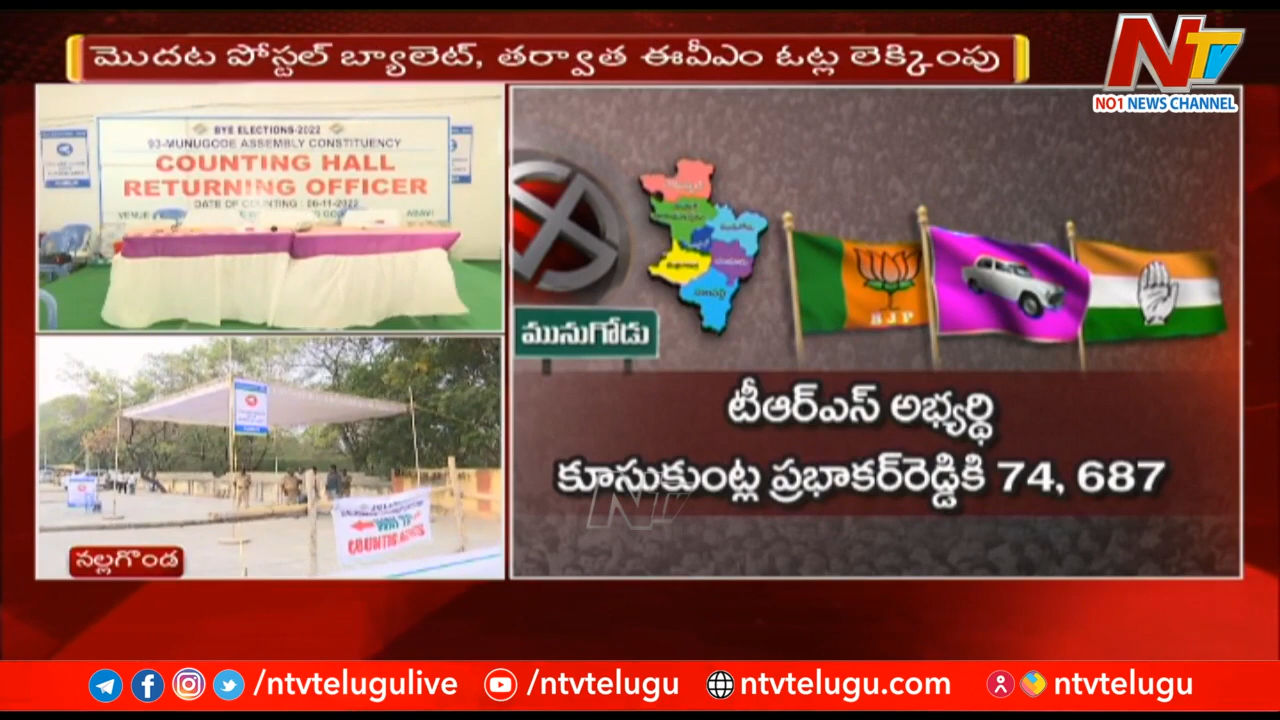 మొదట పోస్టల్ బ్యాలెట్, తర్వాత ఈవీఎం ఓట్ల లెక్కింపు
NTV
NO1 NEWS CHANNEL
BYE ELECTIONS-2022
93-MUNUGODE ASSEMBLY CONSTITUENCY
COUNTING HALL
RETURNING OFFICER
DATE OF COUNTING : 06-11-2022
VENUE
మునుగోడు
BJP
టీఆర్ఎస్ అభ్యర్థి
కూసుకుంట్ల ప్రభాకర్‌రెడ్డికి 74, 687
NTV
నల్లగొండ
/ntvtelugulive
/ntvtelugu
ntvtelugu.com
ntvtelugu